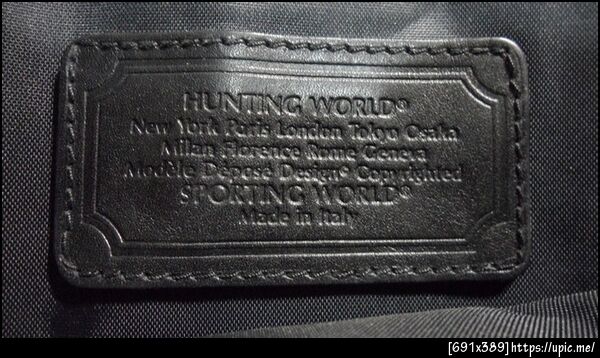 HUNTING WORLD®
New York Paris London Tokyo Osaka
Milan Florence Rome Geneva
Modèle Déposé Design® Copyrighted
SPORTING WORLD®
Made in Italy
[691x389]https://upic.me/